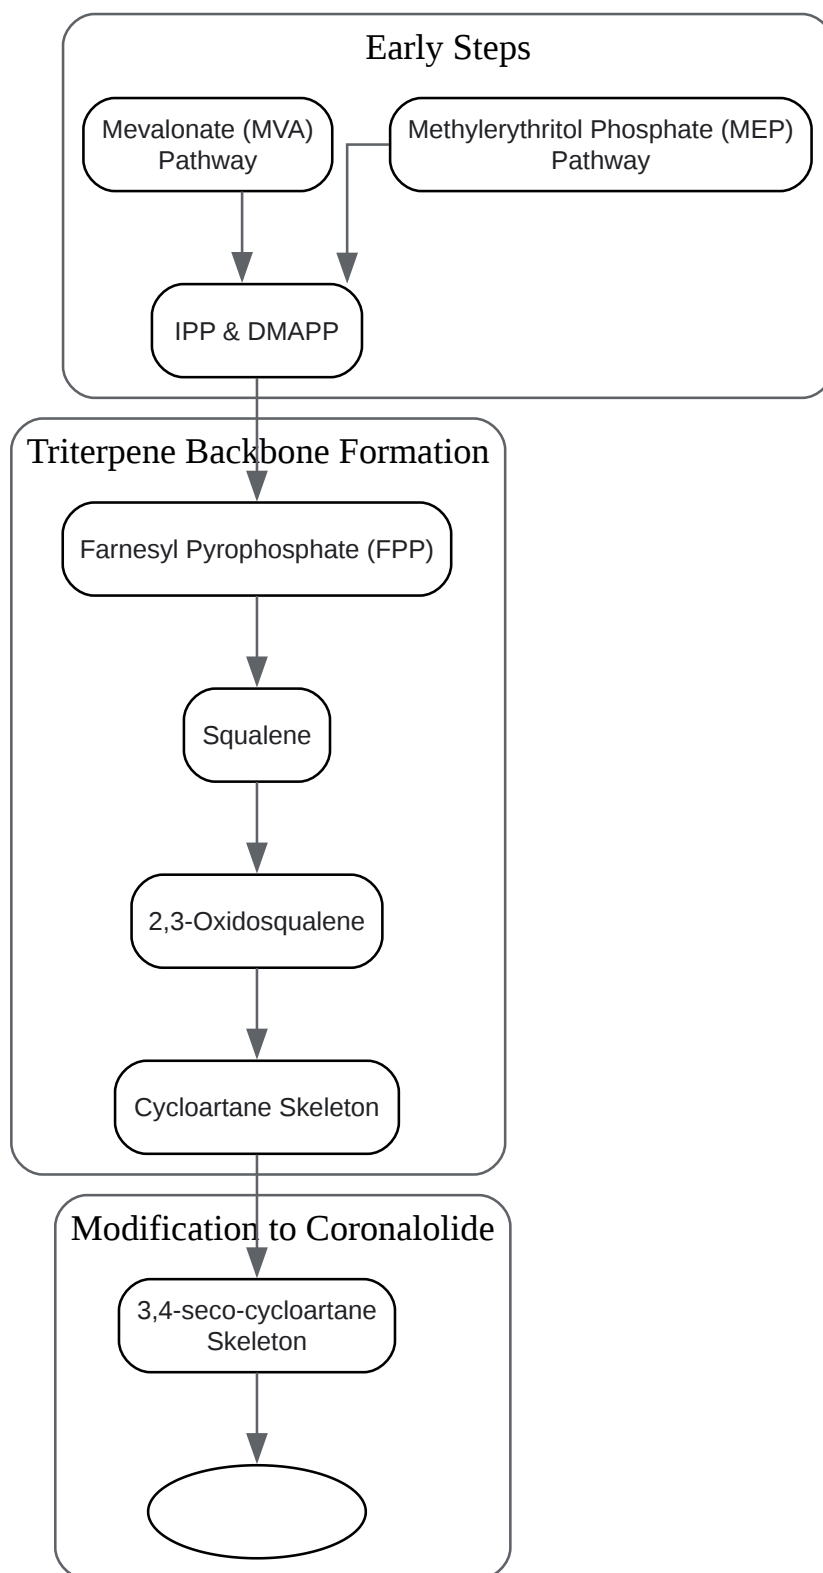 Early Steps
Mevalonate (MVA)
Pathway
Methylerythritol Phosphate (MEP)
Pathway
IPP & DMAPP
Triterpene Backbone Formation
Farnesyl Pyrophosphate (FPP)
Squalene
2,3-Oxidosqualene
Cycloartane Skeleton
Modification to Coronalolide
3,4-seco-cycloartane
Skeleton